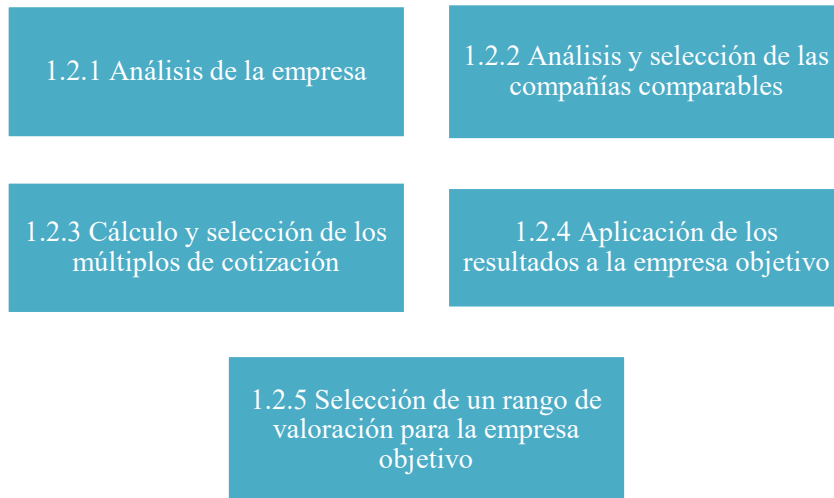 1.2.1 Análisis de la empresa
1.2.2 Análisis y selección de las
compañías comparables
1.2.3 Cálculo y selección de los
múltiplos de cotización
1.2.4 Aplicación de los
resultados a la empresa objetivo
1.2.5 Selección de un rango de
valoración para la empresa
objetivo